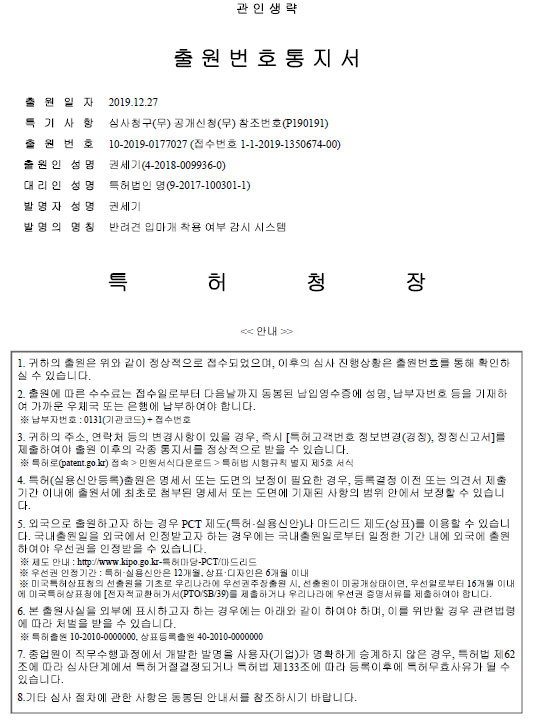 관 인 생 략
출 원 번 호 통 지 서
출 원 일 자 2019.12.27
특 기 사 항 심사청구(무) 공개신청(무) 참조번호(P190191)
출 원 번 호 10-2019-0177027 (접수번호 1-1-2019-1350674-00)
출원인 성명 권세기(4-2018-009936-0)
대리인 성명 특허법인 명(9-2017-100301-1)
발명자 성명 권세기
발명의 명칭 반려견 입마개 착용 여부 감시 시스템
특 허 청 장
<< 안내 >>
1. 귀하의 출원은 위와 같이 정상적으로 접수되었으며, 이후의 심사 진행상황은 출원번호를 통해 확인하
실 수 있습니다.
2. 출원에 따른 수수료는 접수일로부터 다음날까지 동봉된 납입영수증에 성명, 납부자번호 등을 기재하
여 가까운 우체국 또는 은행에 납부하여야 합니다.
※ 납부자번호 : 0131(기관코드) + 접수번호
3. 귀하의 주소, 연락처 등의 변경사항이 있을 경우, 즉시 [특허고객번호 정보변경(경정), 정정신고서]를
제출하여야 출원 이후의 각종 통지서를 정상적으로 받을 수 있습니다.
※ 특허로(patent.go.kr) 접속 > 민원서식다운로드 > 특허법 시행규칙 별지 제5호 서식
4. 특허(실용신안등록)출원은 명세서 또는 도면의 보정이 필요한 경우, 등록결정 이전 또는 의견서 제출
기간 이내에 출원서에 최초로 첨부된 명세서 또는 도면에 기재된 사항의 범위 안에서 보정할 수 있습니
다.
5. 외국으로 출원하고자 하는 경우 PCT 제도(특허·실용신안)나 마드리드 제도(상표)를 이용할 수 있습니
다. 국내출원일을 외국에서 인정받고자 하는 경우에는 국내출원일로부터 일정한 기간 내에 외국에 출원
하여야 우선권을 인정받을 수 있습니다.
※ 제도 안내 : http://www.kipo.go.kr-특허마당-PCT/마드리드
※ 우선권 인정기간 : 특허·실용신안은 12개월, 상표·디자인은 6개월 이내
※ 미국특허상표청의 선출원을 기초로 우리나라에 우선권주장출원 시, 선출원이 미공개상태이면, 우선일로부터 16개월 이내
에 미국특허상표청에 [전자적교환허가서(PTO/SB/39)를 제출하거나 우리나라에 우선권 증명서류를 제출하여야 합니다.
6. 본 출원사실을 외부에 표시하고자 하는 경우에는 아래와 같이 하여야 하며, 이를 위반할 경우 관련법령
에 따라 처벌을 받을 수 있습니다.
※ 특허출원 10-2010-0000000, 상표등록출원 40-2010-0000000
7. 종업원이 직무수행과정에서 개발한 발명을 사용자(기업)가 명확하게 승계하지 않은 경우, 특허법 제62
조에 따라 심사단계에서 특허거절결정되거나 특허법 제133조에 따라 등록이후에 특허무효사유가 될 수
있습니다.
8.기타 심사 절차에 관한 사항은 동봉된 안내서를 참조하시기 바랍니다.